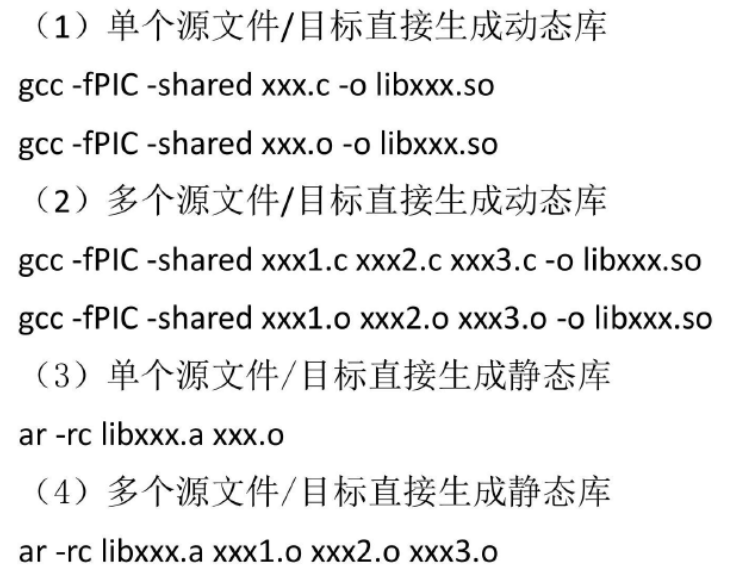 （1）单个源文件/目标直接生成动态库
gcc -fPIC -shared xxx.c -o libxxx.so
gcc -fPIC -shared xxx.o -o libxxx.so
（2）多个源文件/目标直接生成动态库
gcc -fPIC -shared xxx1.c xxx2.c xxx3.c -o libxxx.so
gcc -fPIC -shared xxx1.o xxx2.o xxx3.o -o libxxx.so
（3）单个源文件/目标直接生成静态库
ar -rc libxxx.a xxx.o
（4）多个源文件/目标直接生成静态库
ar -rc libxxx.a xxx1.o xxx2.o xxx3.o